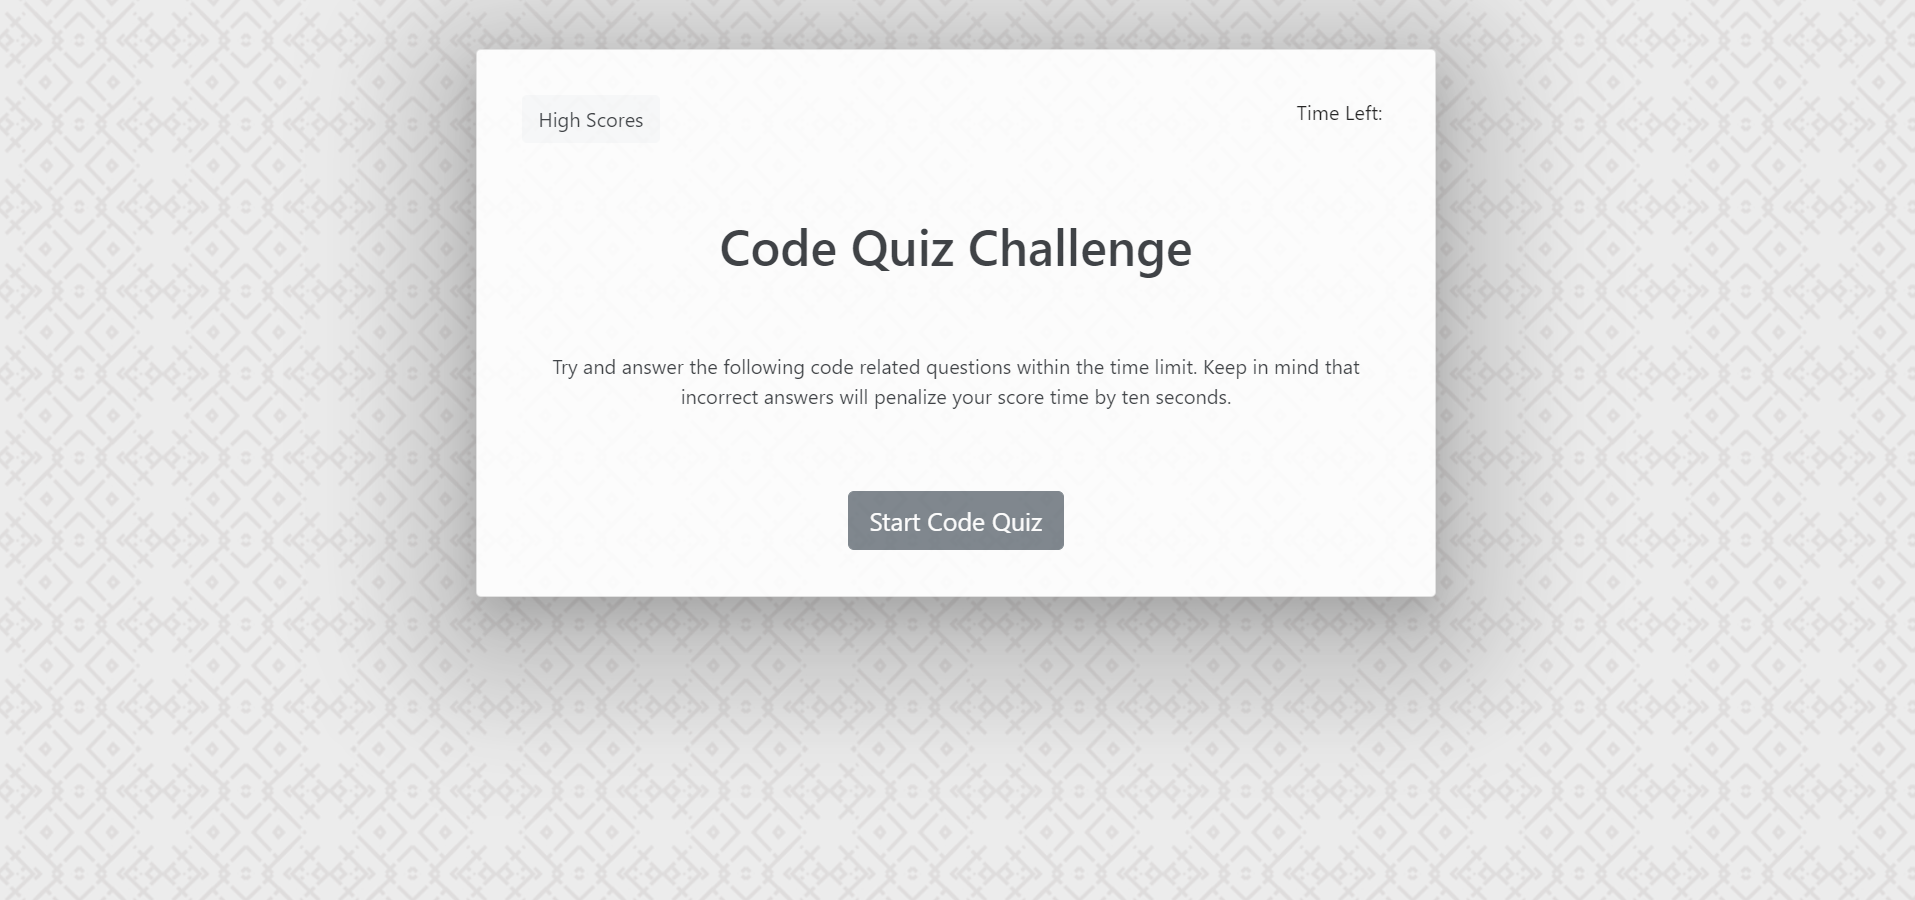 High Scores
Time Left:
Code Quiz Challenge
Try and answer the following code related questions within the time limit. Keep in mind that
incorrect answers will penalize your score time by ten seconds.
Start Code Quiz